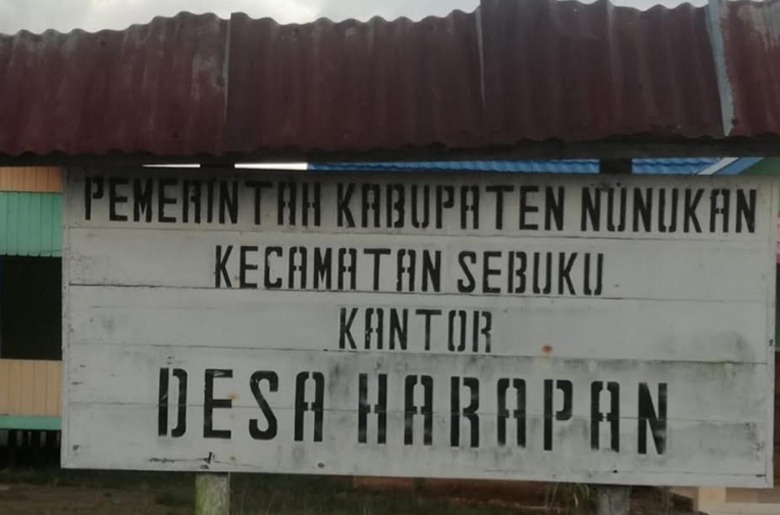 PEMERINTAH KABUPATEN NUNUKAN
KECAMATAN SEBUKU
KANTOR
DESA HARAPAN